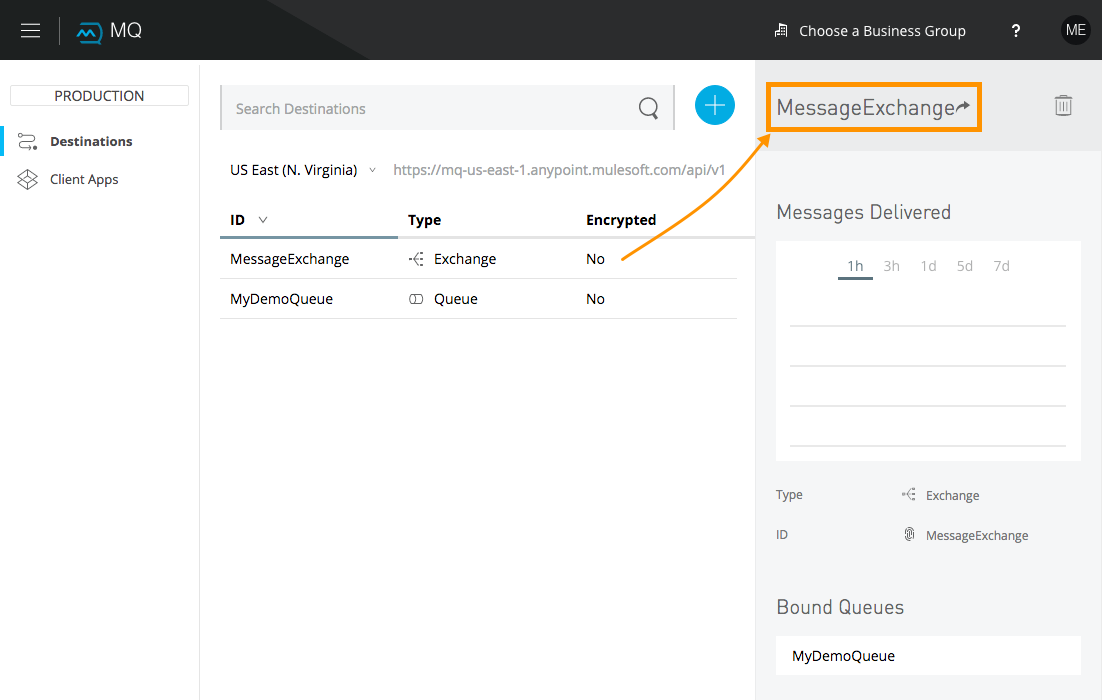 MQ
Choose a Business Group
?
ME
PRODUCTION
Destinations
Client Apps
Search Destinations
US East (N. Virginia)
https://mq-us-east-1.anypoint.mulesoft.com/api/v1
ID Type Encrypted
MessageExchange Exchange No
MyDemoQueue Queue No
MessageExchange
Messages Delivered
1h 3h 1d 5d 7d
Type Exchange
ID MessageExchange
Bound Queues
MyDemoQueue